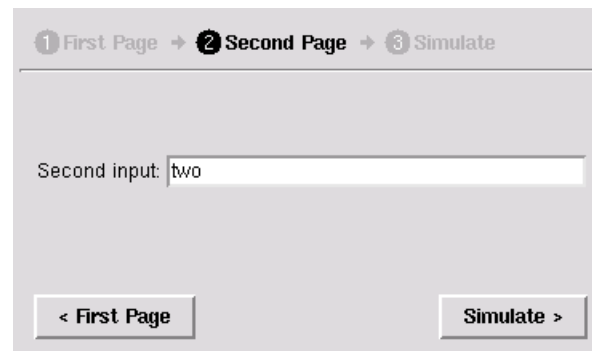 1 First Page → 2 Second Page → 3 Simulate
Second input: two
< First Page Simulate >